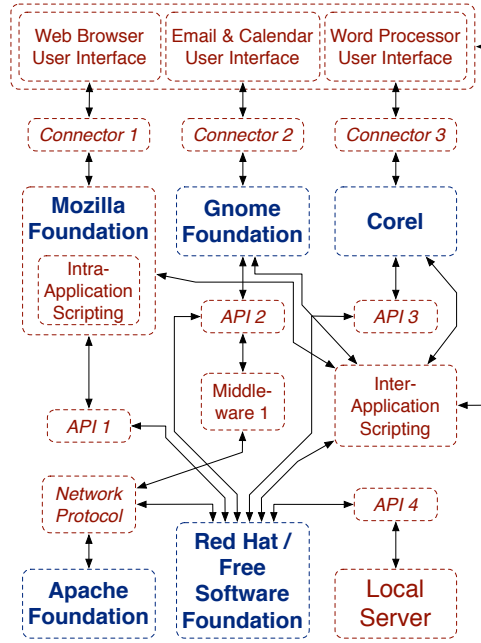 Web Browser
User Interface
Email & Calendar
User Interface
Word Processor
User Interface
Connector 1
Connector 2
Connector 3
Mozilla
Foundation
Gnome
Foundation
Corel
Intra-
Application
Scripting
API 2
API 3
Middle-
ware 1
Inter-
Application
Scripting
API 1
Network
Protocol
API 4
Red Hat /
Free
Software
Foundation
Apache
Foundation
Local
Server